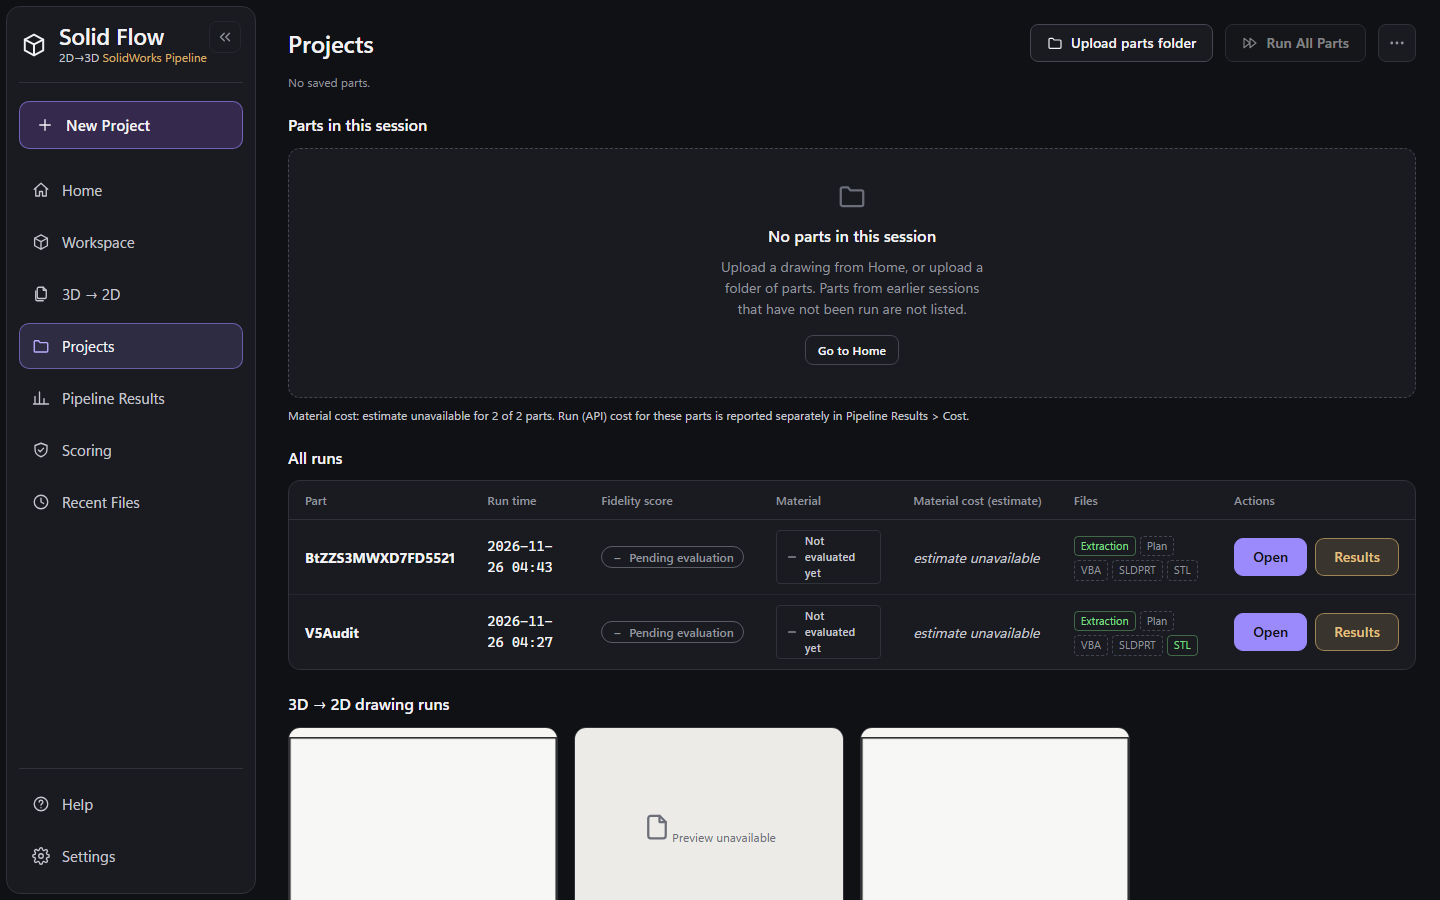 Solid Flow
2D→3D SolidWorks Pipeline
New Project
Home
Workspace
3D → 2D
Projects
Pipeline Results
Scoring
Recent Files
Help
Settings
Projects
Upload parts folder
Run All Parts
No saved parts.
Parts in this session
No parts in this session
Upload a drawing from Home, or upload a
folder of parts. Parts from earlier sessions
that have not been run are not listed.
Go to Home
Material cost: estimate unavailable for 2 of 2 parts. Run (API) cost for these parts is reported separately in Pipeline Results > Cost.
All runs
Part Run time Fidelity score Material Material cost (estimate) Files Actions
BtZZS3MWXD7FD5521
2026-11-
26 04:43
– Pending evaluation
– Not
evaluated
yet
estimate unavailable
Extraction Plan
VBA SLDPRT STL
Open
Results
V5Audit
2026-11-
26 04:27
– Pending evaluation
– Not
evaluated
yet
estimate unavailable
Extraction Plan
VBA SLDPRT STL
Open
Results
3D → 2D drawing runs
Preview unavailable